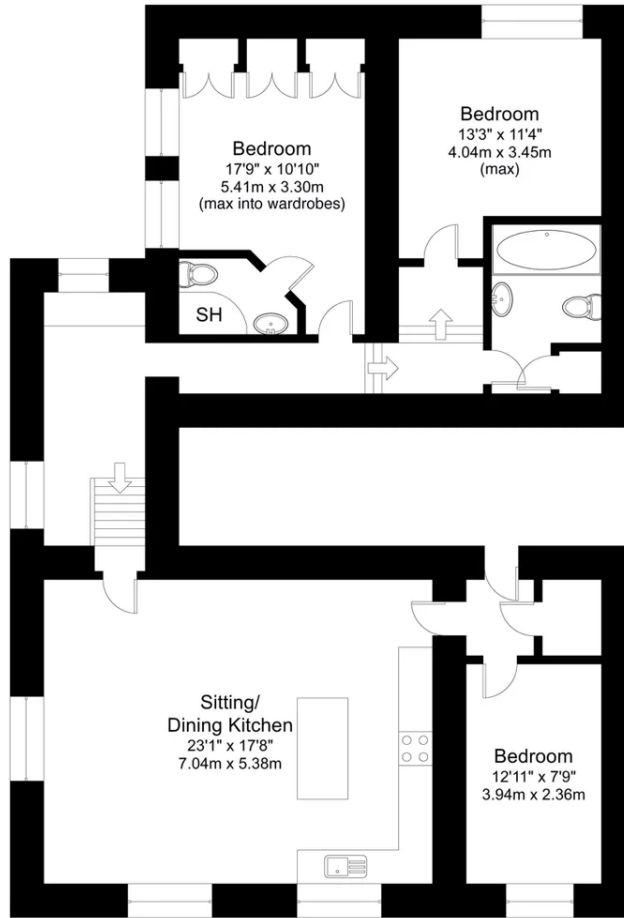 Bedroom
13'3" x 11'4"
4.04m x 3.45m
(max)
Bedroom
17'9" x 10'10"
5.41m x 3.30m
(max into wardrobes)
SH
Sitting/
Dining Kitchen
23'1" x 17'8"
7.04m x 5.38m
Bedroom
12'11" x 7'9"
3.94m x 2.36m